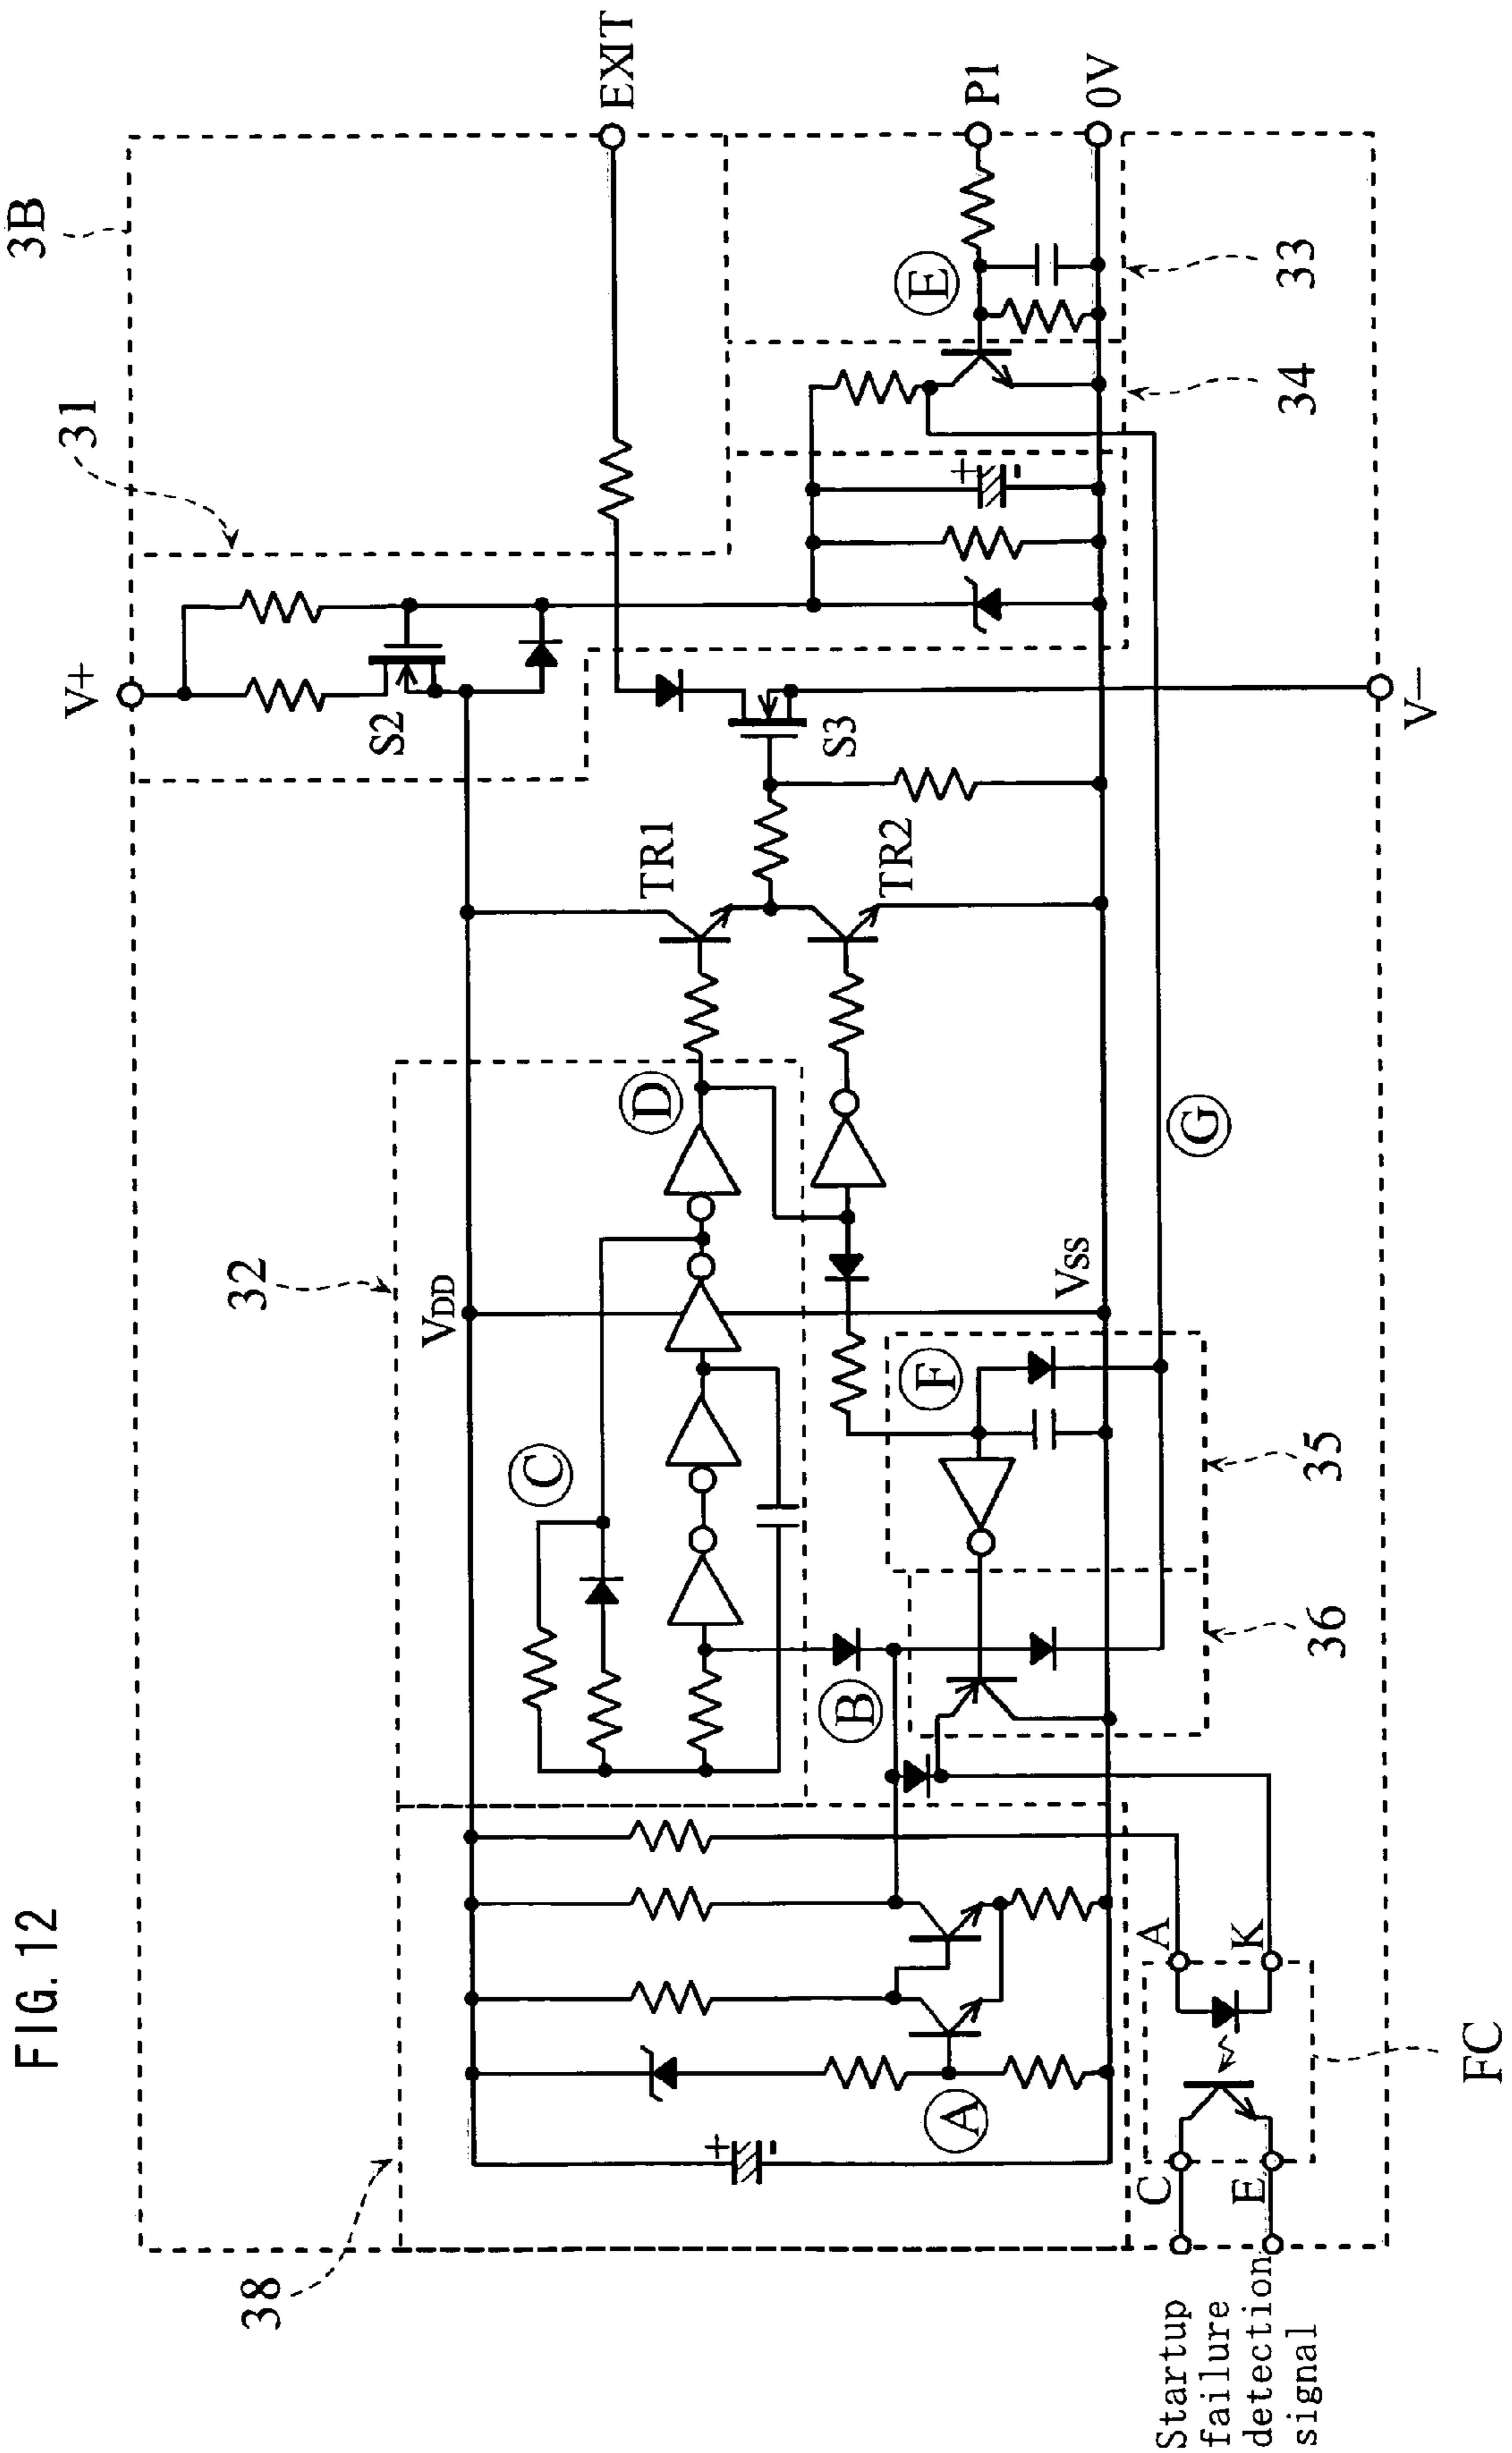 FIG. 12
3B
31
V+
EXIT
P1
0V
V−
33
34
E
S2
S3
TR1
TR2
32
VDD
VSS
D
C
G
F
35
36
B
38
A
A
K
C
E
FC
Startup
failure
detection
signal
+
-
+
-